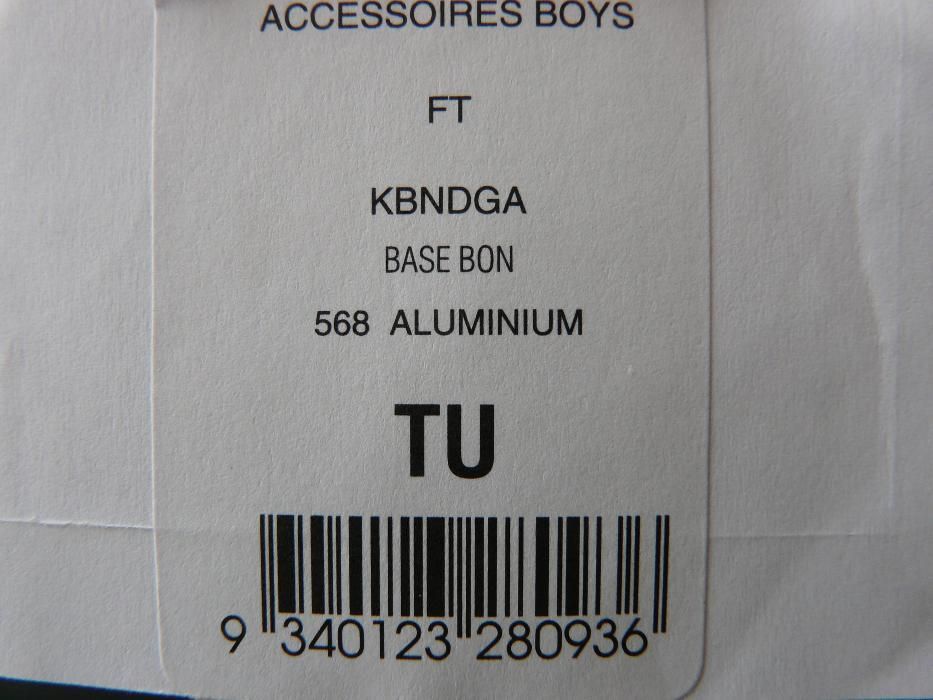 ACCESSOIRES BOYS
FT
KBNDGA
BASE BON
568 ALUMINIUM
TU
9 340123 280936